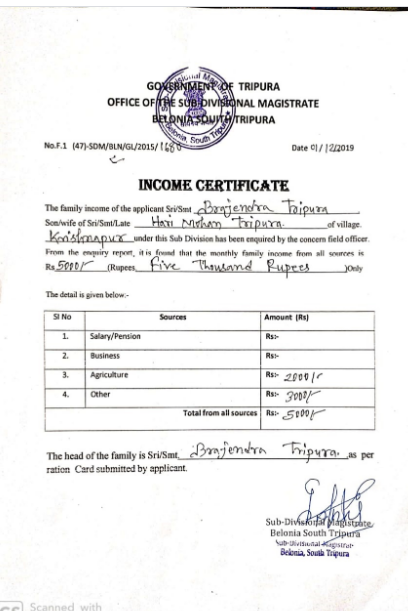 GOVERNMENT OF TRIPURA
OFFICE OF THE SUB-DIVISIONAL MAGISTRATE
BELONIA SOUTH TRIPURA
No.F.1 (47)-SDM/BLN/GL/2015/1680 Date 01/12/2019
INCOME CERTIFICATE
The family income of the applicant Sri/Smt Brajendra Tripura
Son/wife of Sri/Smt/Late Hari Mohan Tripura. of village.
Krishnapur under this Sub Division has been enquired by the concern field officer.
From the enquiry report, it is found that the monthly family income from all sources is
Rs 5000/- (Rupees, Five Thousand Rupees )Only
The detail is given below:-
Sl No Sources Amount (Rs)
1. Salary/Pension Rs:-
2. Business Rs:-
3. Agriculture Rs:- 2000/-
4. Other Rs:- 3000/-
Total from all sources Rs:- 5000/-
The head of the family is Sri/Smt, Brajendra Tripura. as per
ration Card submitted by applicant.
Sub-Divisional Magistrate
Belonia South Tripura
Sub-Divisional Magistrate
Belonia, South Tripura
CS Scanned with